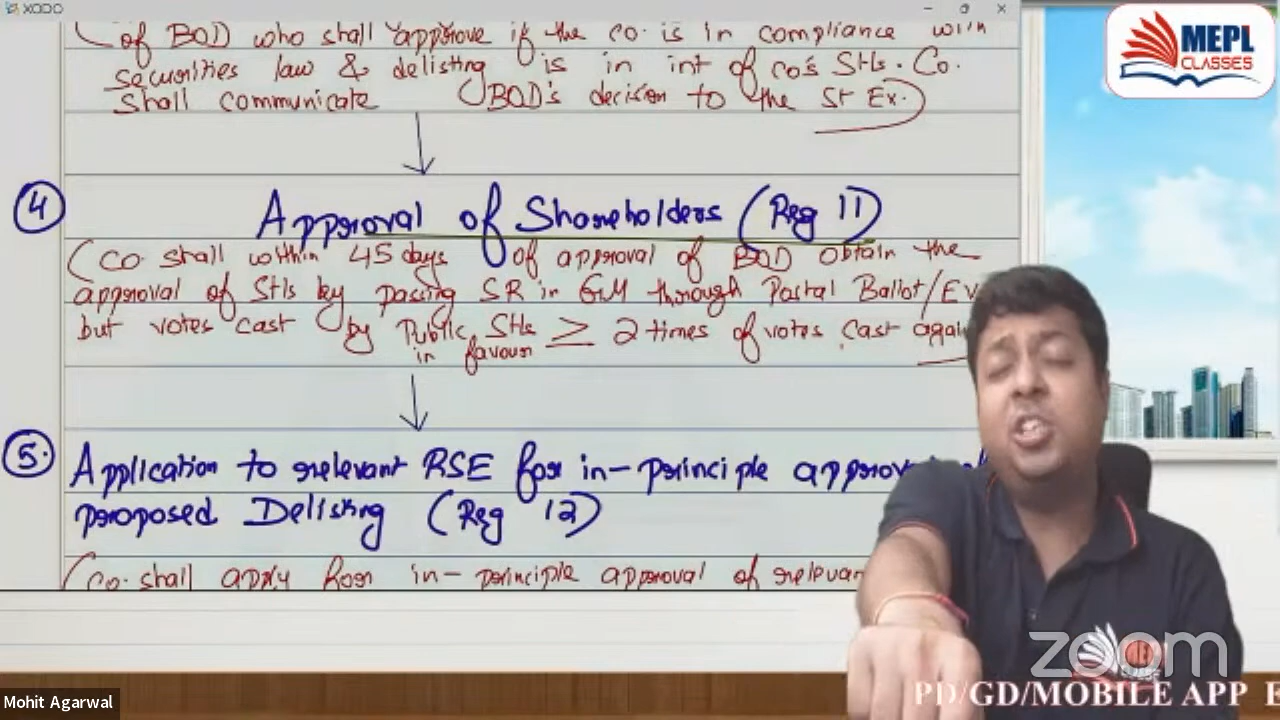 XODO
MEPL
CLASSES
(of BOD who shall approve if the co. is in compliance with
securities law & delisting is in int of co's Sthls. Co.
shall communicate BOD's decision to the St Ex.)
4
Approval of Shareholders (Reg 11)
(Co. shall within 45 days of approval of BOD obtain the
approval of Sthls by passing SR in GM through Postal Ballot/
but votes cast by Public Sthls ≥ 2 times of votes cast
in favour
5.
Application to relevant RSE for in-principle
proposed Delisting (Reg 12)
(Co. shall apply for in-principle approval of
zoom
Mohit Agarwal
PD/GD/MOBILE APP E